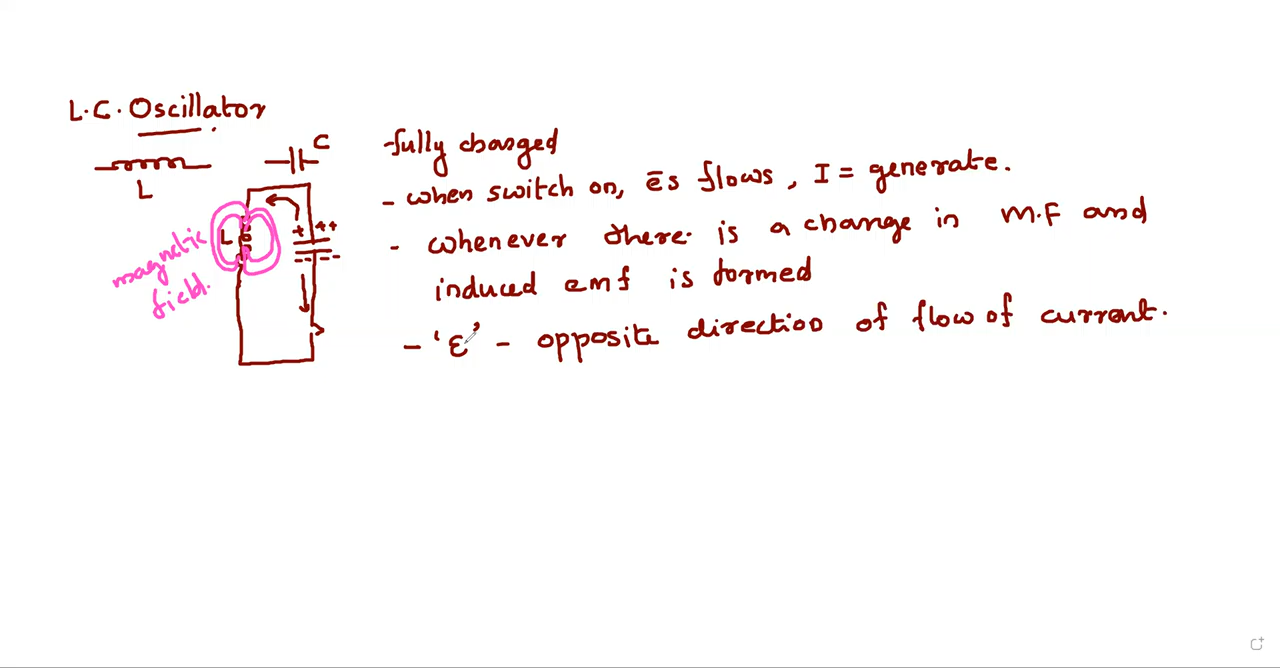 L.C. Oscillator
L
C
L
+ ++
magnetic
field.
-fully charged
- when switch on, ēs flows, I = generate.
- whenever there is a change in M.F and
induced emf is formed
- 'ε' - opposite direction of flow of current.